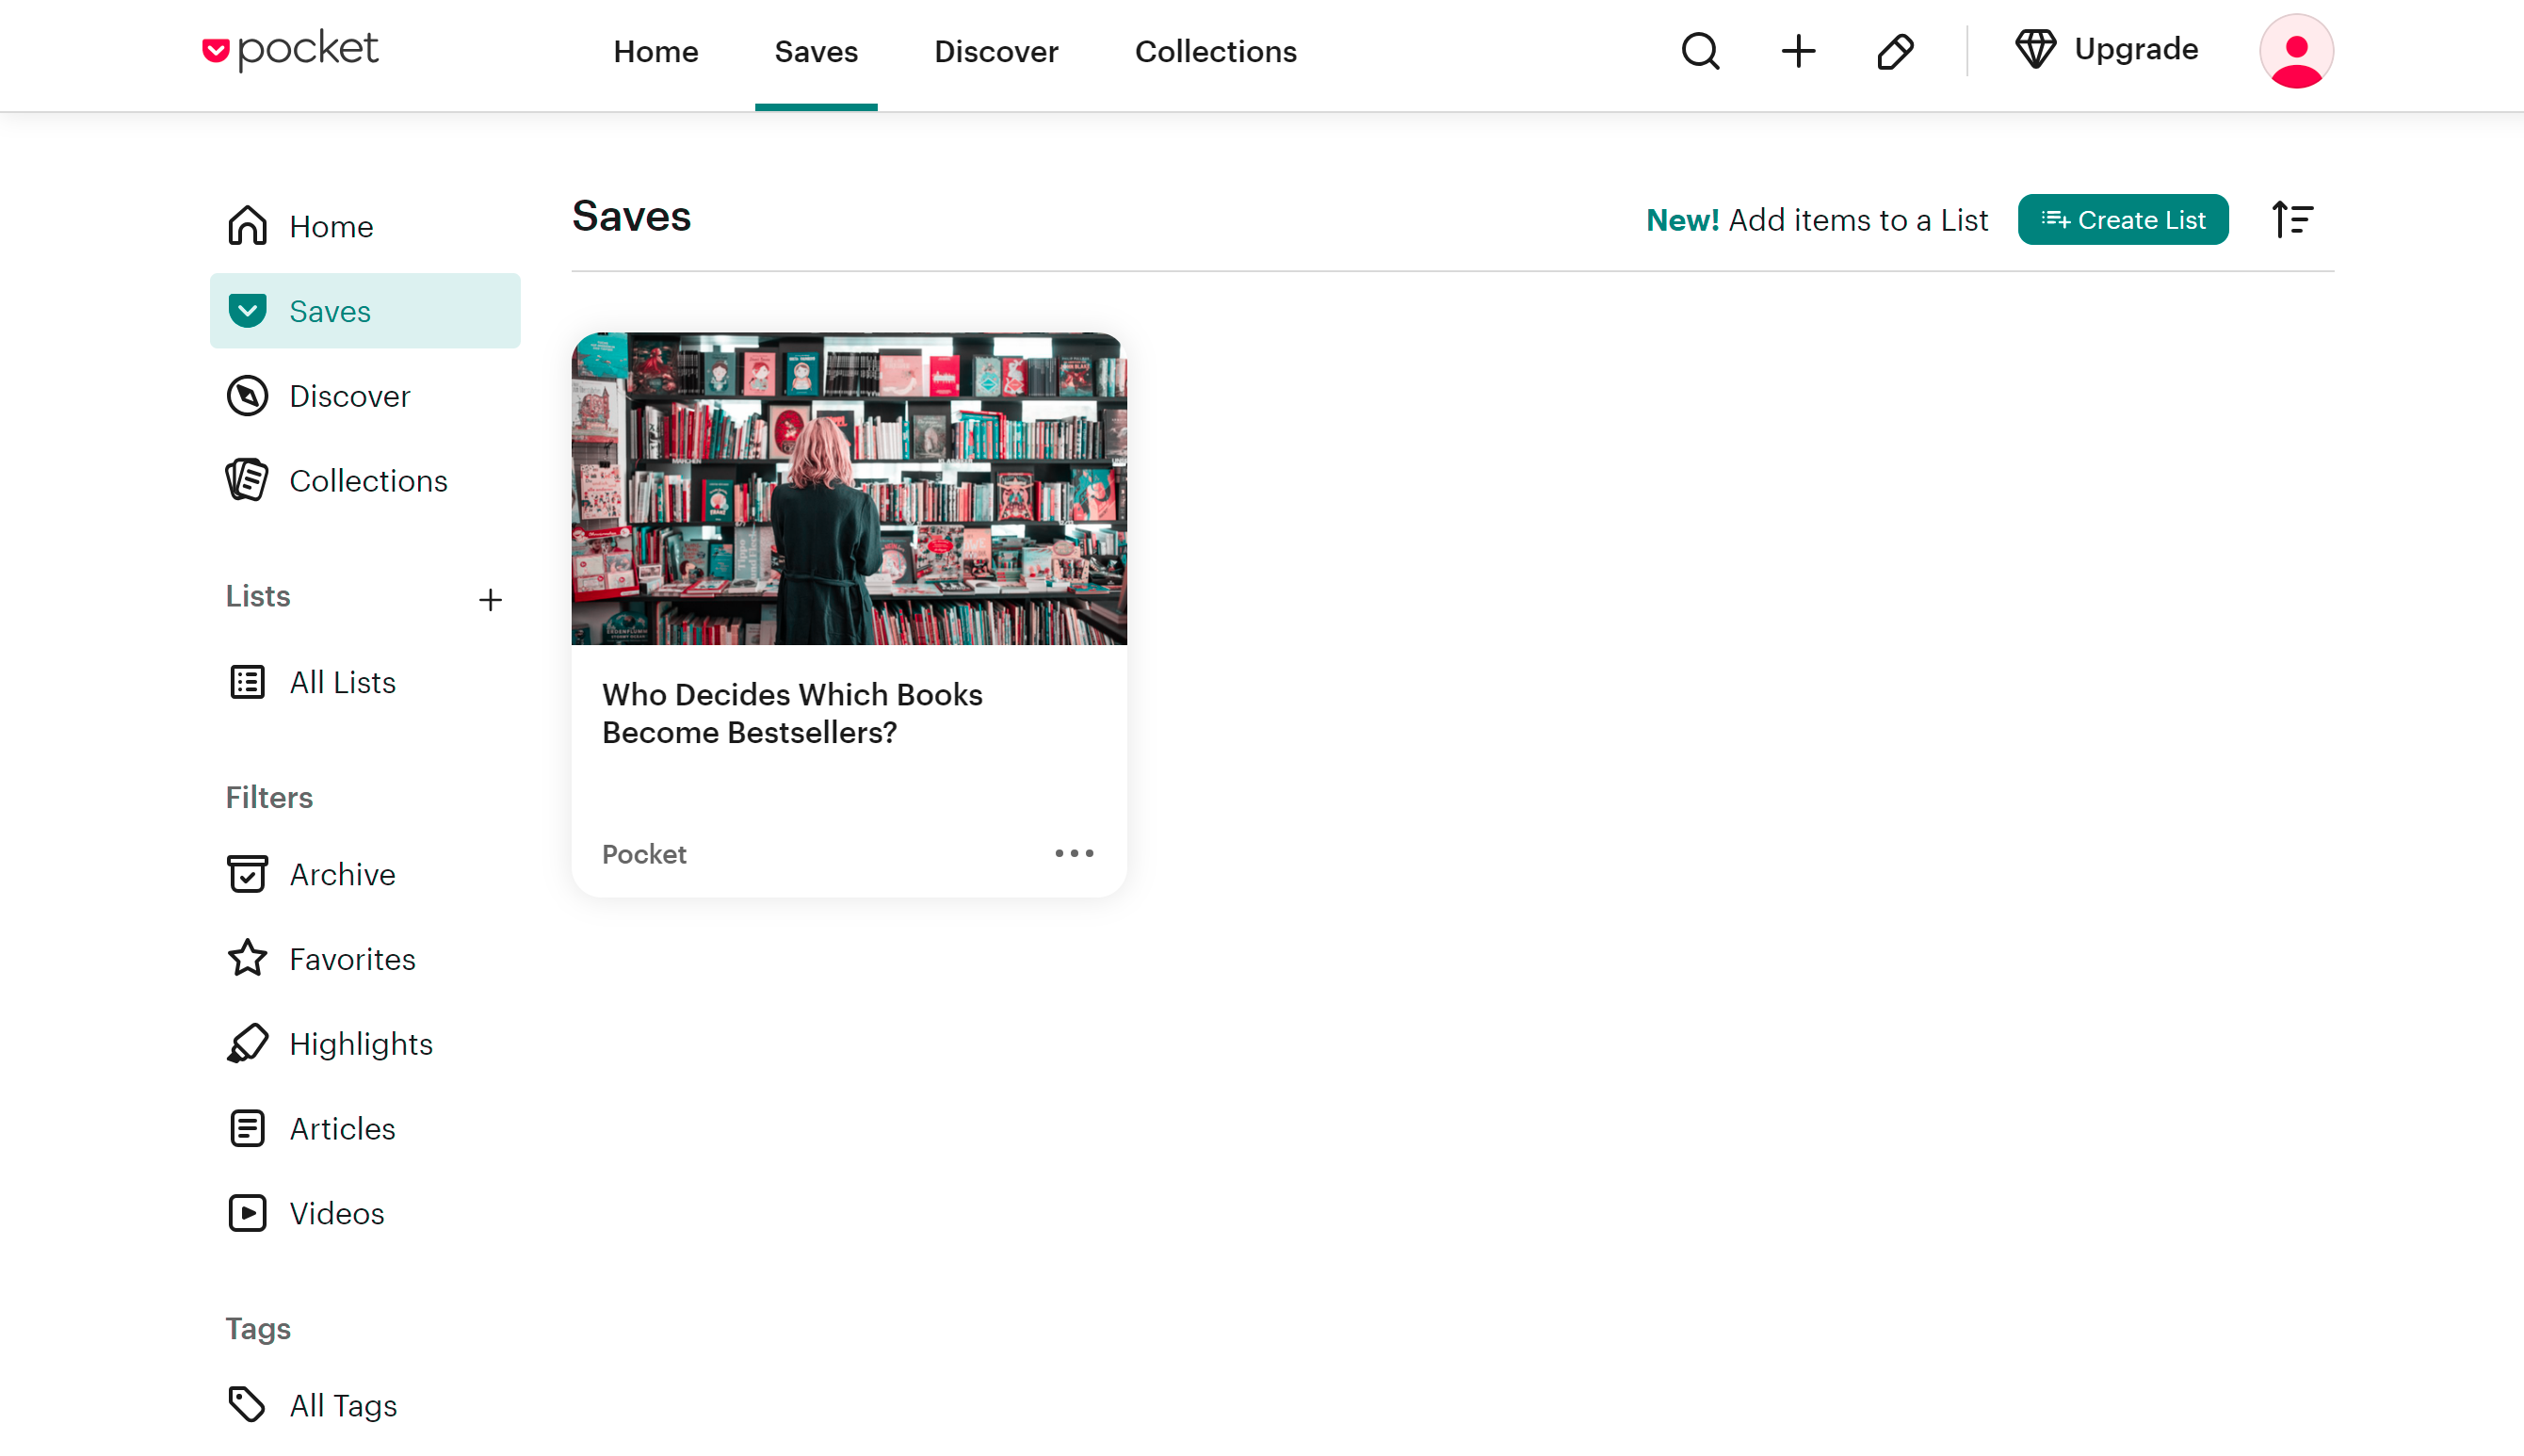 pocket
Home
Saves
Discover
Collections
Upgrade
Home
Saves
Discover
Collections
Lists
All Lists
Filters
Archive
Favorites
Highlights
Articles
Videos
Tags
All Tags
Saves
New! Add items to a List
Create List
MÄRCHEN
Who Decides Which Books
Become Bestsellers?
Pocket